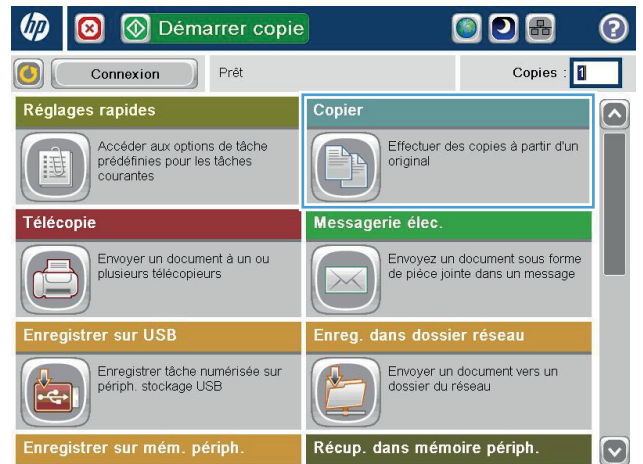 hp Démarrer copie ?
Connexion Prêt Copies : 1
Réglages rapides
Accéder aux options de tâche
prédéfinies pour les tâches
courantes
Copier
Effectuer des copies à partir d'un
original
Télécopie
Envoyer un document à un ou
plusieurs télécopieurs
Messagerie élec.
Envoyez un document sous forme
de pièce jointe dans un message
Enregistrer sur USB
Enregistrer tâche numérisée sur
périph. stockage USB
Enreg. dans dossier réseau
Envoyer un document vers un
dossier du réseau
Enregistrer sur mém. périph.
Récup. dans mémoire périph.